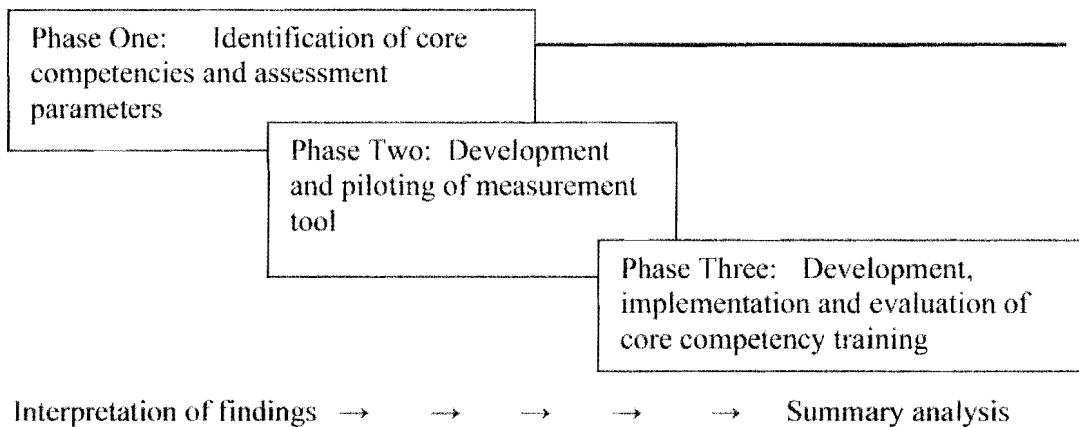 Phase One: Identification of core
competencies and assessment
parameters
Phase Two: Development
and piloting of measurement
tool
Phase Three: Development,
implementation and evaluation of
core competency training
Interpretation of findings → → → → → Summary analysis